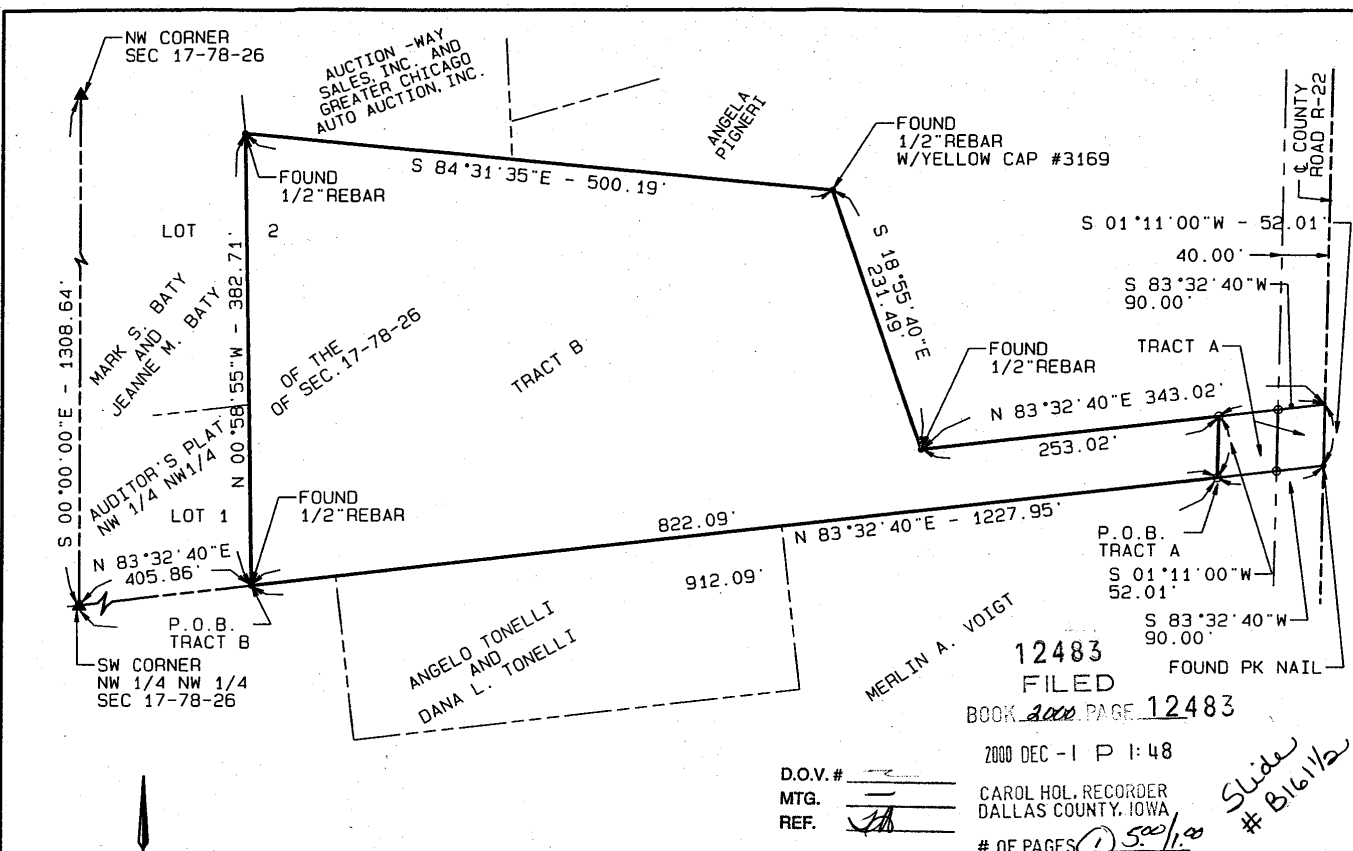 NW CORNER
SEC 17-78-26
AUCTION -WAY
SALES, INC. AND
GREATER CHICAGO
AUTO AUCTION, INC.
ANGELA
PIGNERI
FOUND
1/2"REBAR
W/YELLOW CAP #3169
℄ COUNTY
ROAD R-22
S 84°31'35"E - 500.19'
FOUND
1/2"REBAR
LOT 2
S 01°11'00"W - 52.01'
40.00'
S 83°32'40"W
90.00'
S 18°55'40"E
231.49'
S 00°00'00"E - 1308.64'
MARK S. BATY
AND
JEANNE M. BATY
N 00°58'55"W - 382.71'
OF THE
OF SEC.17-78-26
TRACT B
FOUND
1/2"REBAR
TRACT A
N 83°32'40"E 343.02'
253.02'
AUDITOR'S PLAT
NW 1/4 NW1/4
LOT 1
FOUND
1/2"REBAR
N 83°32'40"E
405.86'
822.09'
N 83°32'40"E - 1227.95'
912.09'
P.O.B.
TRACT A
S 01°11'00"W
52.01'
S 83°32'40"W
90.00'
FOUND PK NAIL
P.O.B.
TRACT B
SW CORNER
NW 1/4 NW 1/4
SEC 17-78-26
ANGELO TONELLI
AND
DANA L. TONELLI
MERLIN A. VOIGT
12483
FILED
BOOK 2000 PAGE 12483
2000 DEC -1 P 1:48
D.O.V. #
MTG. —
REF.
CAROL HOL, RECORDER
DALLAS COUNTY, IOWA
# OF PAGES 1 5.00/1.00
Slide
# B161 1/2